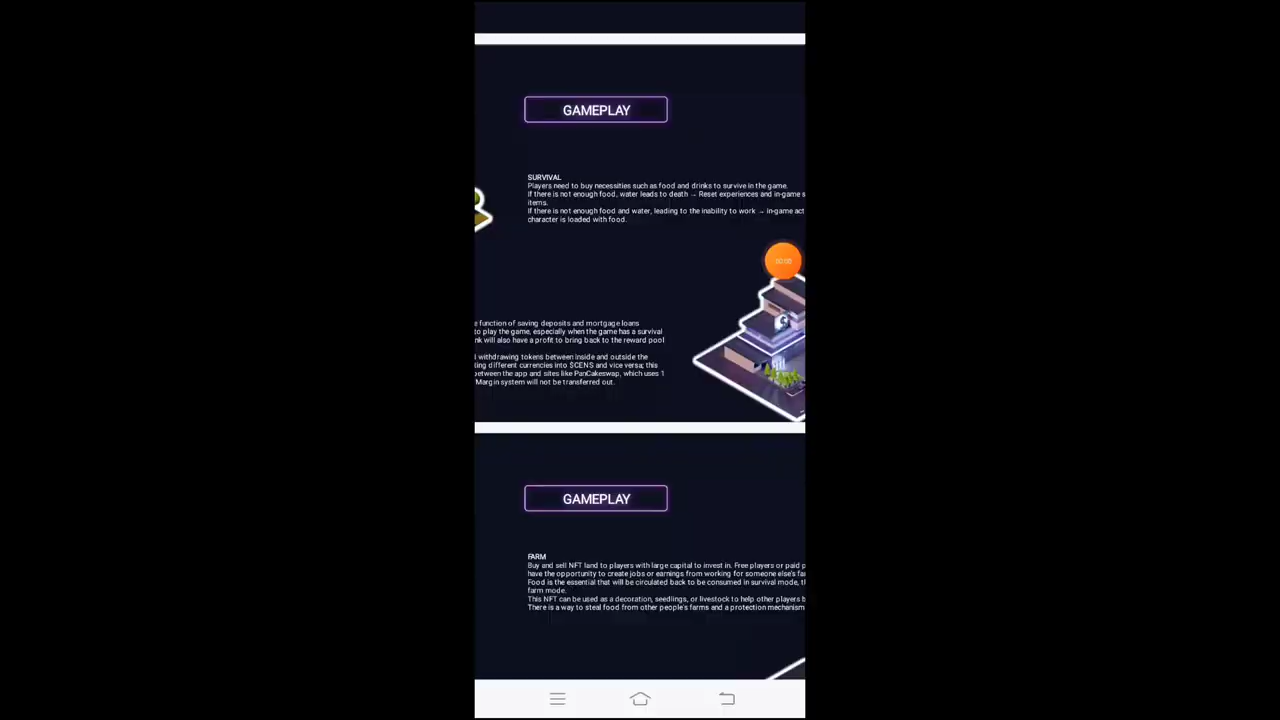 GAMEPLAY
SURVIVAL
Players need to buy necessities such as food and drinks to survive in the game.
If there is not enough food, water leads to death → Reset experiences and in-game s
items.
If there is not enough food and water, leading to the inability to work → in-game act
character is loaded with food.
00:00
e function of saving deposits and mortgage loans
to play the game, especially when the game has a survival
nk will also have a profit to bring back to the reward pool
d withdrawing tokens between inside and outside the
ting different currencies into $CENS and vice versa; this
between the app and sites like PanCakeswap, which uses 1
Margin system will not be transferred out.
GAMEPLAY
FARM
Buy and sell NFT land to players with large capital to invest in. Free players or paid p
have the opportunity to create jobs or earnings from working for someone else's fa
Food is the essential that will be circulated back to be consumed in survival mode, t
farm mode.
This NFT can be used as a decoration, seedlings, or livestock to help other players b
There is a way to steal food from other people's farms and a protection mechanism